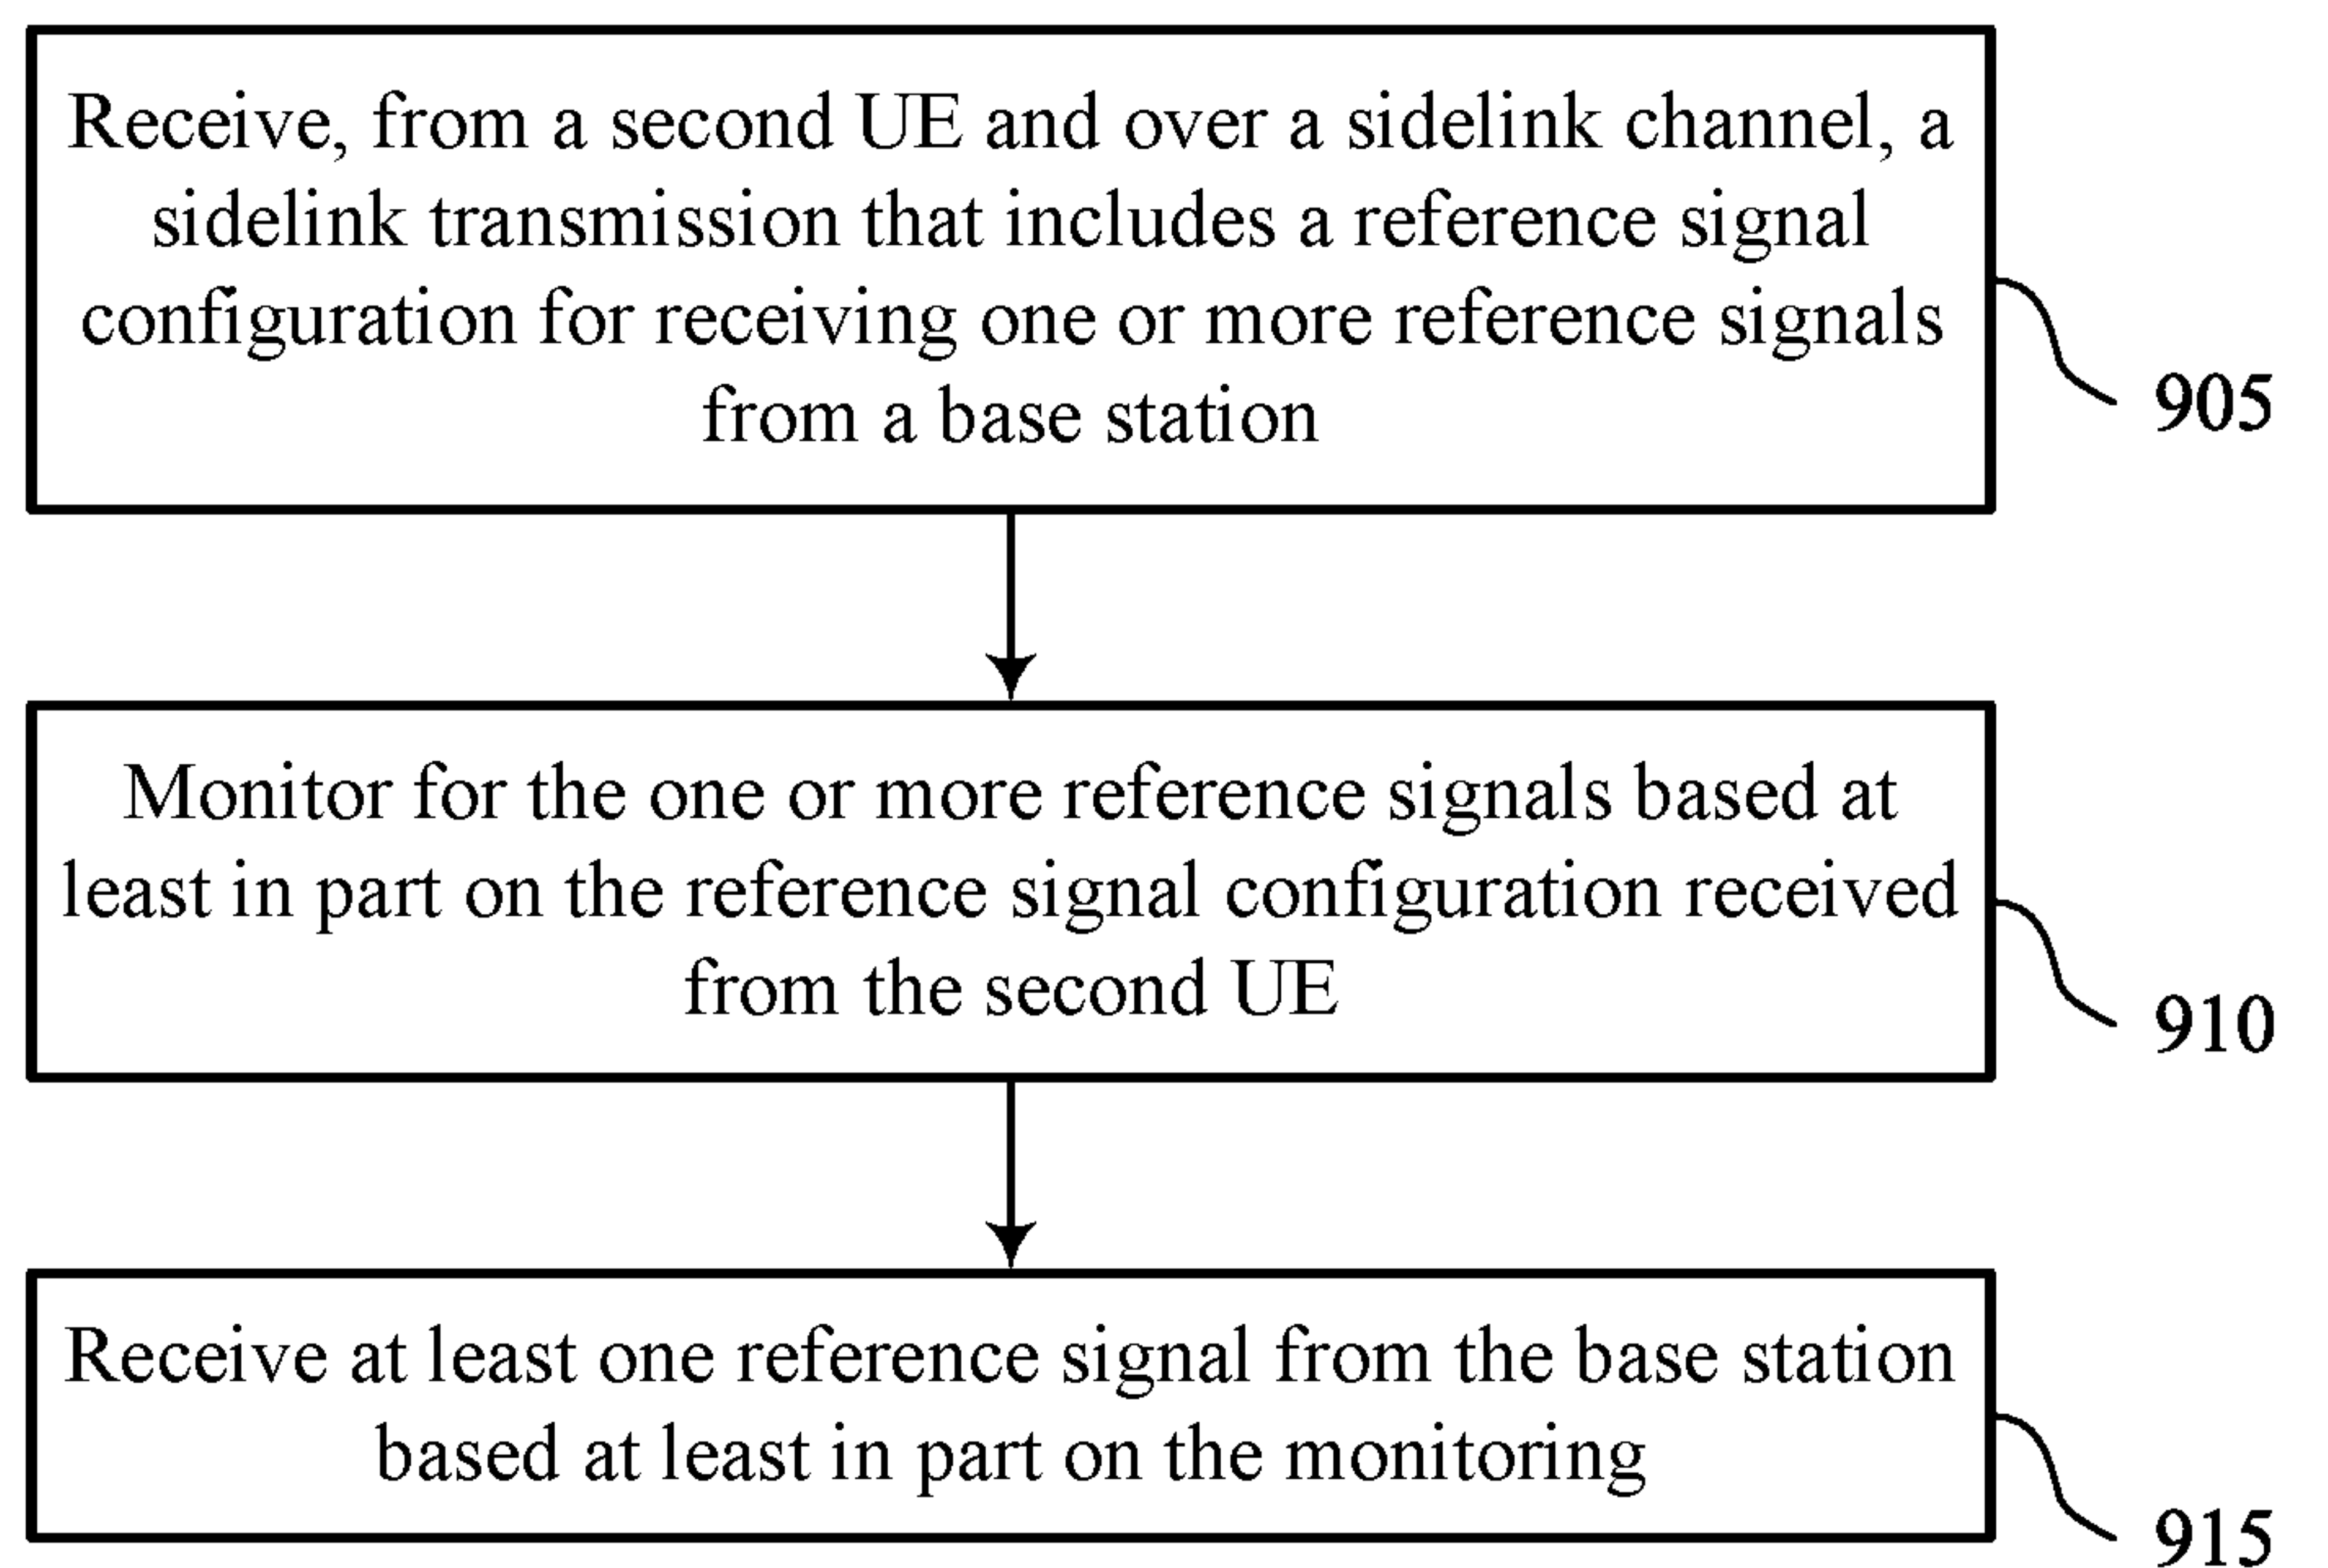 Receive, from a second UE and over a sidelink channel, a
sidelink transmission that includes a reference signal
configuration for receiving one or more reference signals
from a base station
905
Monitor for the one or more reference signals based at
least in part on the reference signal configuration received
from the second UE
910
Receive at least one reference signal from the base station
based at least in part on the monitoring
915